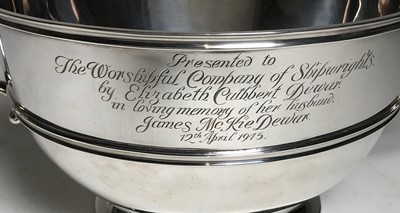 Presented to
The Worshipful Company of Shipwrights.
by Elizabeth Cuthbert Dewar.
in loving memory of her husband.
James McKie Dewar.
12th April 1945.